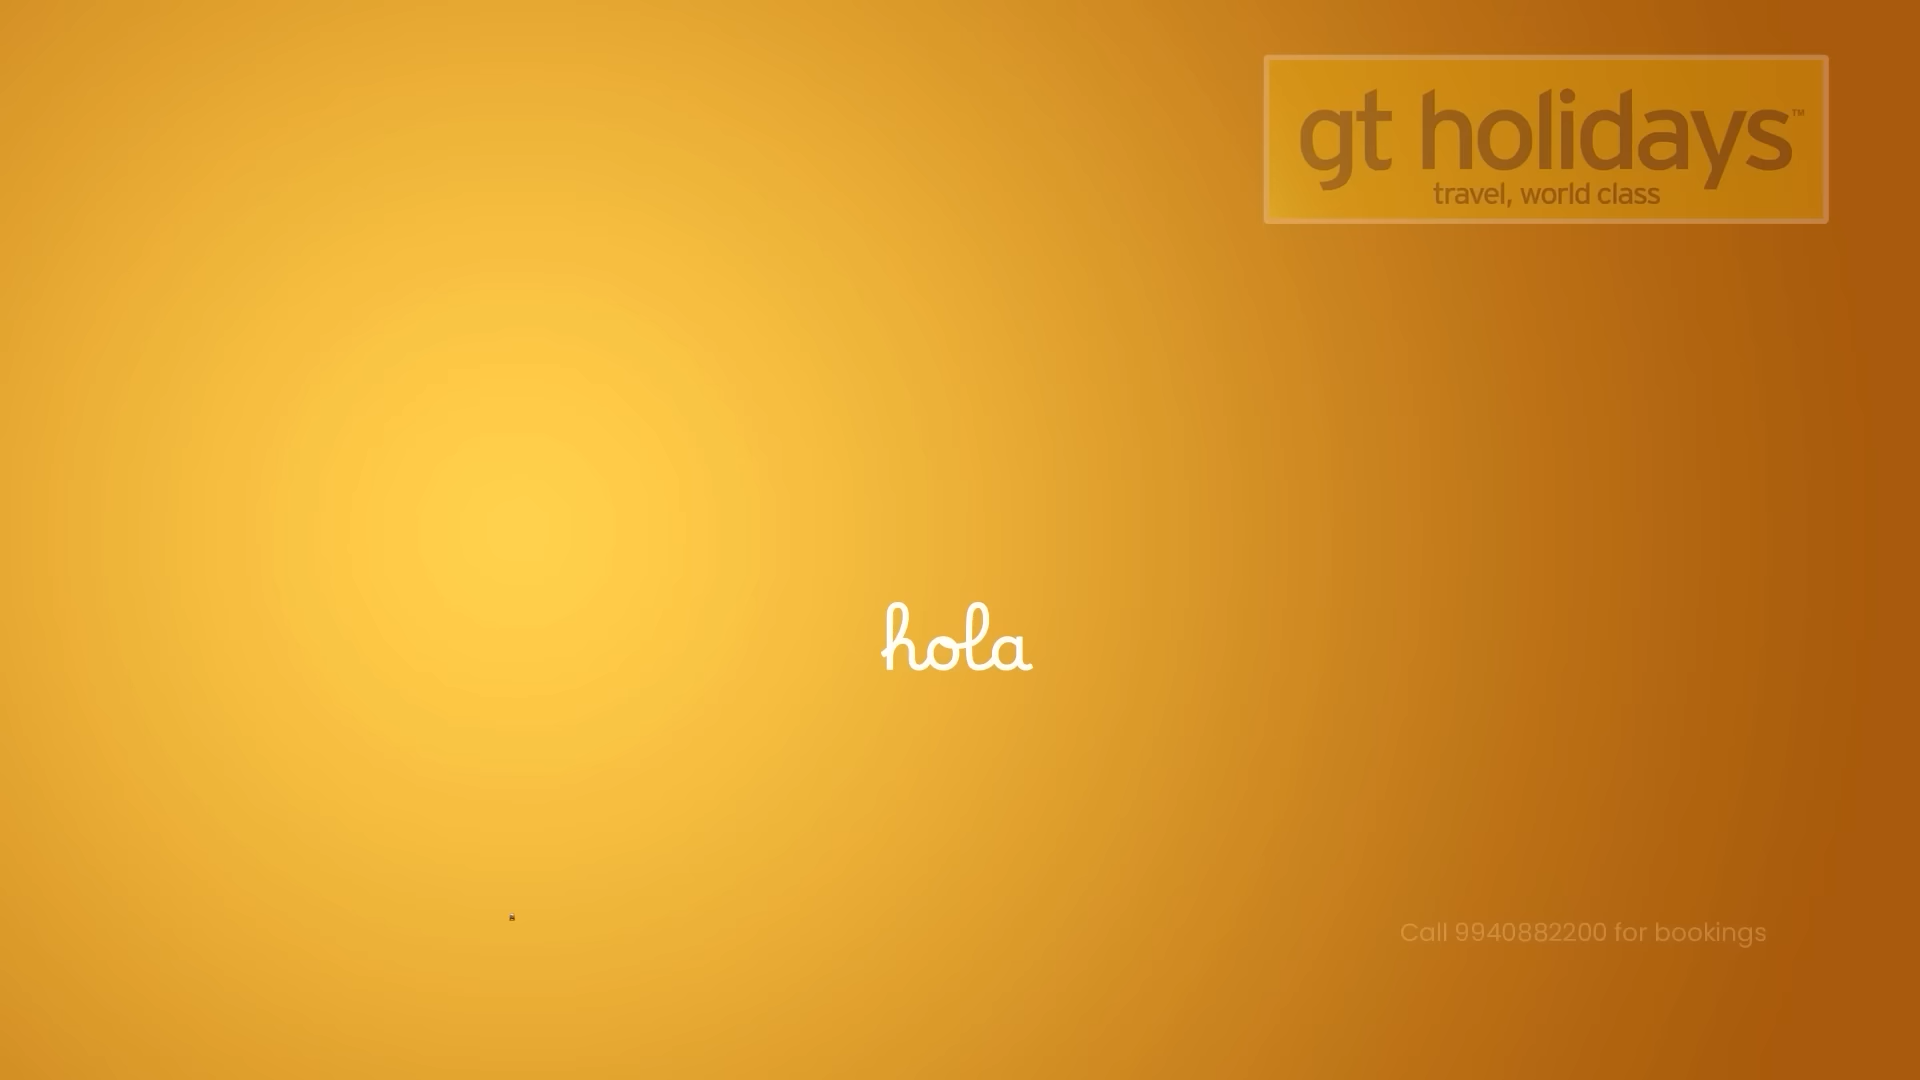 gt holidays™
travel, world class
hola
Call 9940882200 for bookings